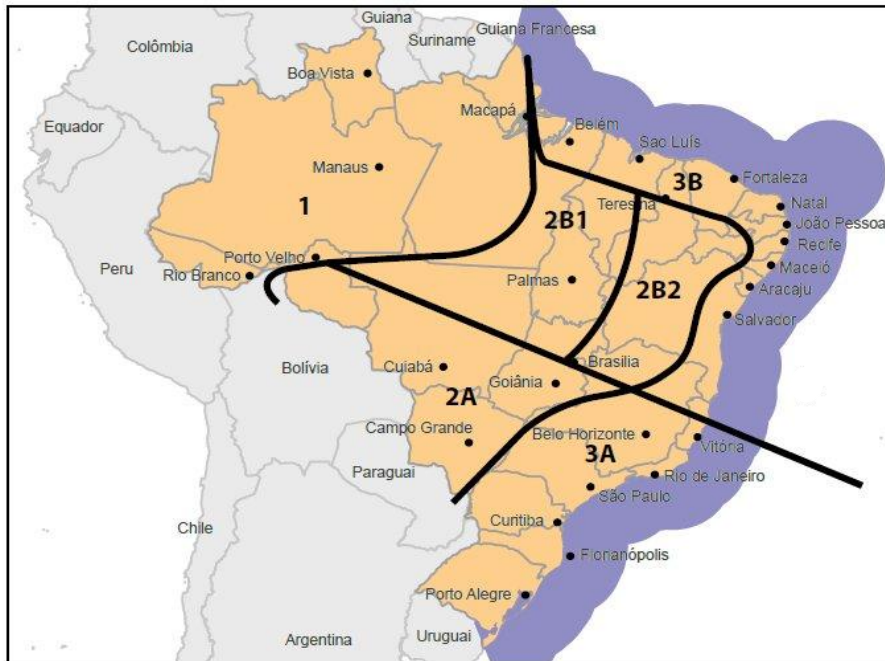 Guiana
Colômbia
Suriname
Guiana Francesa
Boa Vista
Macapá
Equador
Belém
Sao Luís
Manaus
3B
Fortaleza
1
Teresina
Natal
2B1
João Pessoa
Recife
Porto Velho
Peru
Rio Branco
Palmas
Maceió
2B2
Aracaju
Salvador
Bolívia
Cuiabá
Brasilia
Goiânia
2A
Campo Grande
Belo Horizonte
Vitória
3A
Paraguai
Rio de Janeiro
São Paulo
Chile
Curitiba
Florianópolis
Porto Alegre
Uruguai
Argentina